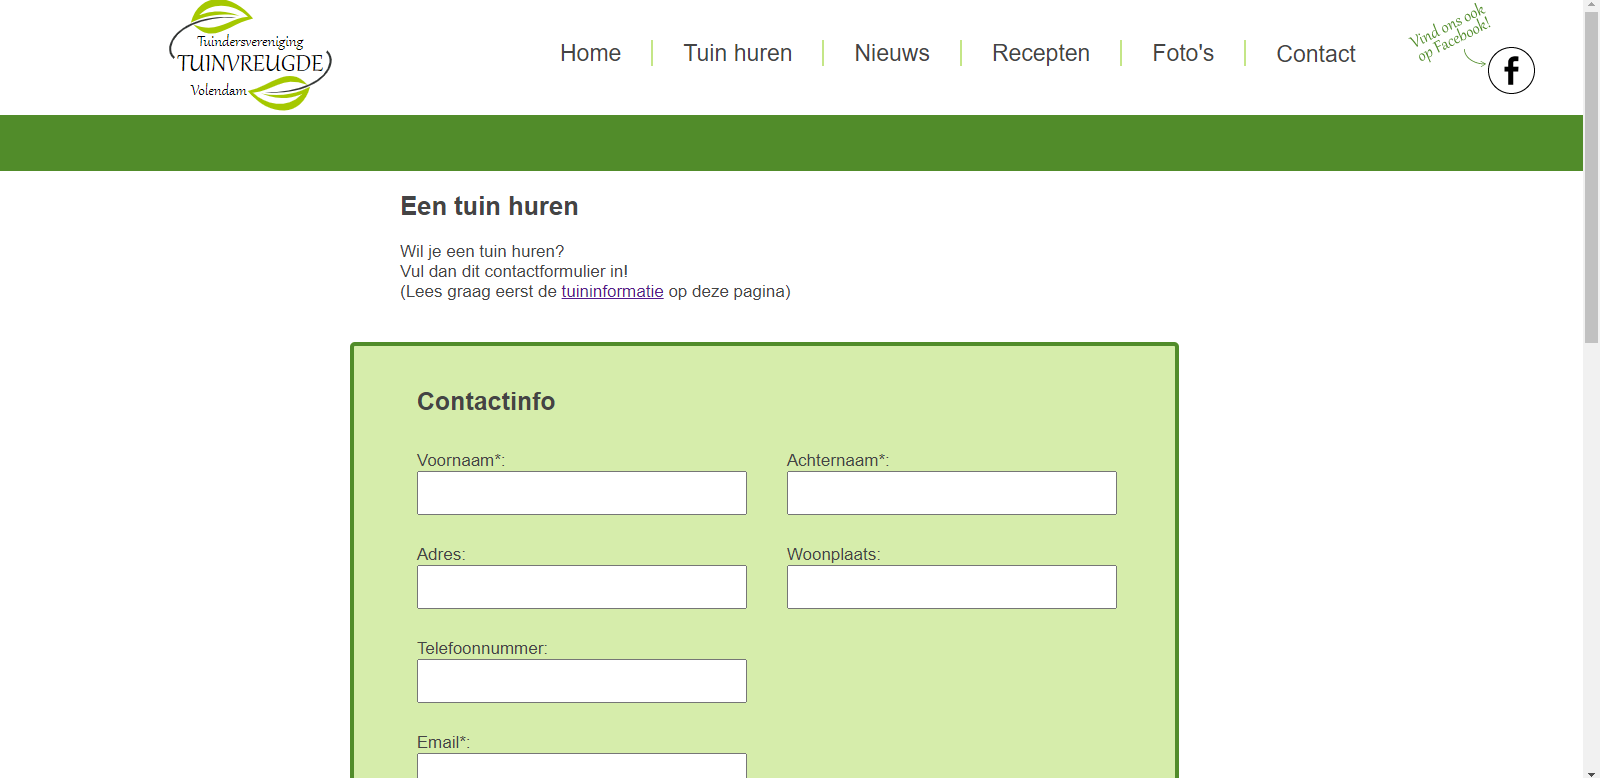 Tuindersvereniging
TUINVREUGDE
Volendam
Home
Tuin huren
Nieuws
Recepten
Foto's
Contact
Vind ons ook
op Facebook!
f
Een tuin huren
Wil je een tuin huren?
Vul dan dit contactformulier in!
(Lees graag eerst de tuininformatie op deze pagina)
Contactinfo
Voornaam*:
Achternaam*:
Adres:
Woonplaats:
Telefoonnummer:
Email*: